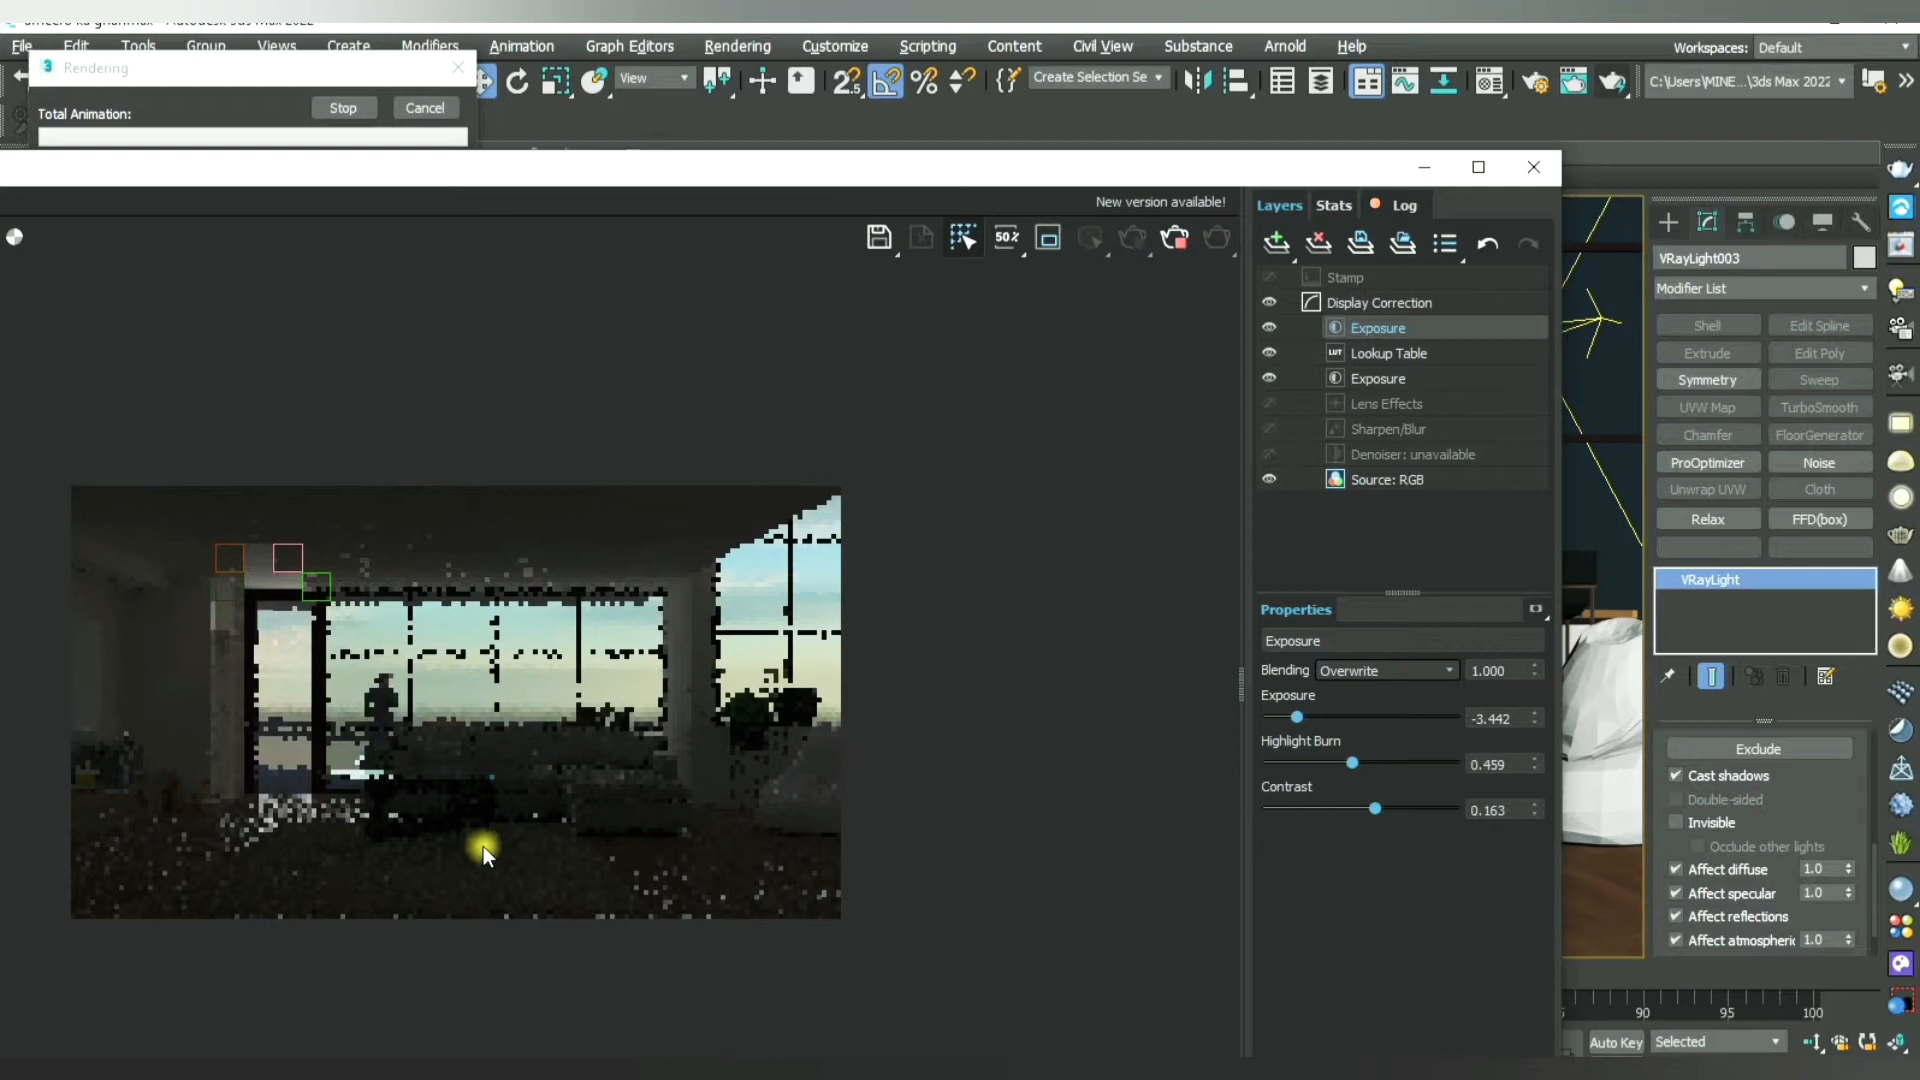 File Edit Tools Group Views Create Modifiers Animation Graph Editors Rendering Customize Scripting Content Civil View Substance Arnold Help
Workspaces: Default
Rendering
View
Create Selection Se
C:\Users\MINE...\3ds Max 2022
Total Animation:
Stop
Cancel
New version available!
50%
Layers Stats Log
Stamp
Display Correction
Exposure
LUT Lookup Table
Exposure
Lens Effects
Sharpen/Blur
Denoiser: unavailable
Source: RGB
Properties
Exposure
Blending Overwrite 1.000
Exposure
-3.442
Highlight Burn
0.459
Contrast
0.163
VRayLight003
Modifier List
Shell Edit Spline
Extrude Edit Poly
Symmetry Sweep
UVW Map TurboSmooth
Chamfer FloorGenerator
ProOptimizer Noise
Unwrap UVW Cloth
Relax FFD(box)
VRayLight
Exclude
Cast shadows
Double-sided
Invisible
Occlude other lights
Affect diffuse 1.0
Affect specular 1.0
Affect reflections
Affect atmospheric 1.0
90 95 100
Auto Key Selected